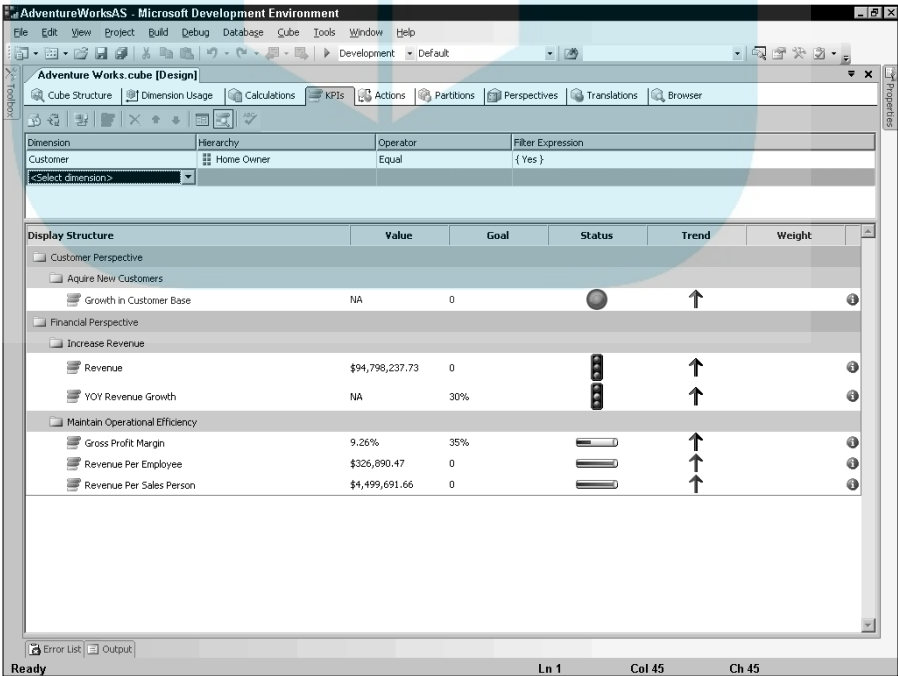 AdventureWorksAS - Microsoft Development Environment
File Edit View Project Build Debug Database Cube Tools Window Help
Development Default
Toolbox
Adventure Works.cube [Design]
Properties
Cube Structure Dimension Usage Calculations KPIs Actions Partitions Perspectives Translations Browser
Dimension Hierarchy Operator Filter Expression
Customer Home Owner Equal { Yes }
<Select dimension>
Display Structure Value Goal Status Trend Weight
Customer Perspective
Aquire New Customers
Growth in Customer Base NA 0
Financial Perspective
Increase Revenue
Revenue $94,798,237.73 0
YOY Revenue Growth NA 30%
Maintain Operational Efficiency
Gross Profit Margin 9.26% 35%
Revenue Per Employee $326,890.47 0
Revenue Per Sales Person $4,499,691.66 0
Error List Output
Ready Ln 1 Col 45 Ch 45